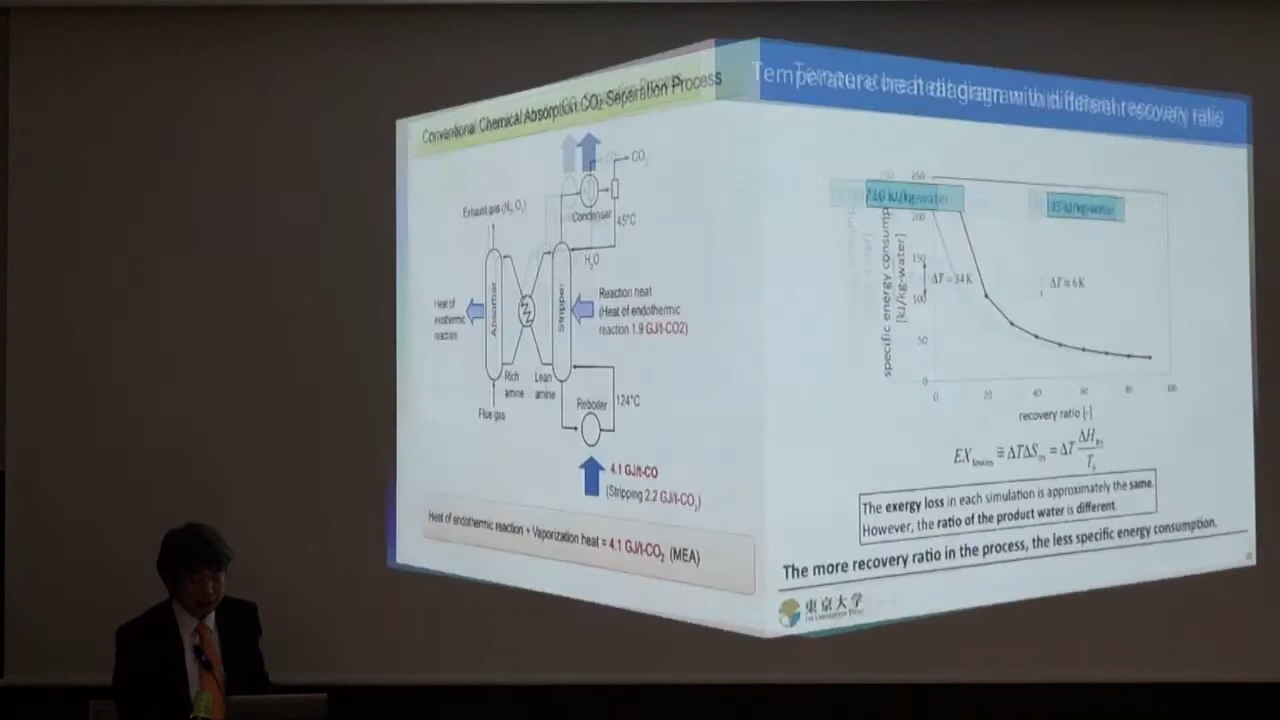 Conventional Chemical Absorption CO₂ Separation Process
CO₂
Condenser
45°C
Exhaust gas (N₂, O₂)
H₂O
Absorber
Stripper
Heat of
exothermic
reaction
Reaction heat
(Heat of endothermic
reaction 1.9 GJ/t-CO2)
Rich
amine
Lean
amine
124°C
Reboiler
Flue gas
4.1 GJ/t-CO
(Stripping 2.2 GJ/t-CO₂)
Heat of endothermic reaction + Vaporization heat = 4.1 GJ/t-CO₂ (MEA)
Temperature heat diagram with different recovery ratio
210 kJ/kg-water
kJ/kg-water
specific energy consump
[kJ/kg-water]
250
200
150
100
50
0
ΔT = 34 K
ΔT = 6 K
0
20
40
60
80
100
recovery ratio [-]
The exergy loss in each simulation is approximately the same.
However, the ratio of the product water is different
The more recovery ratio in the process, the less specific energy consumption.
東京大学